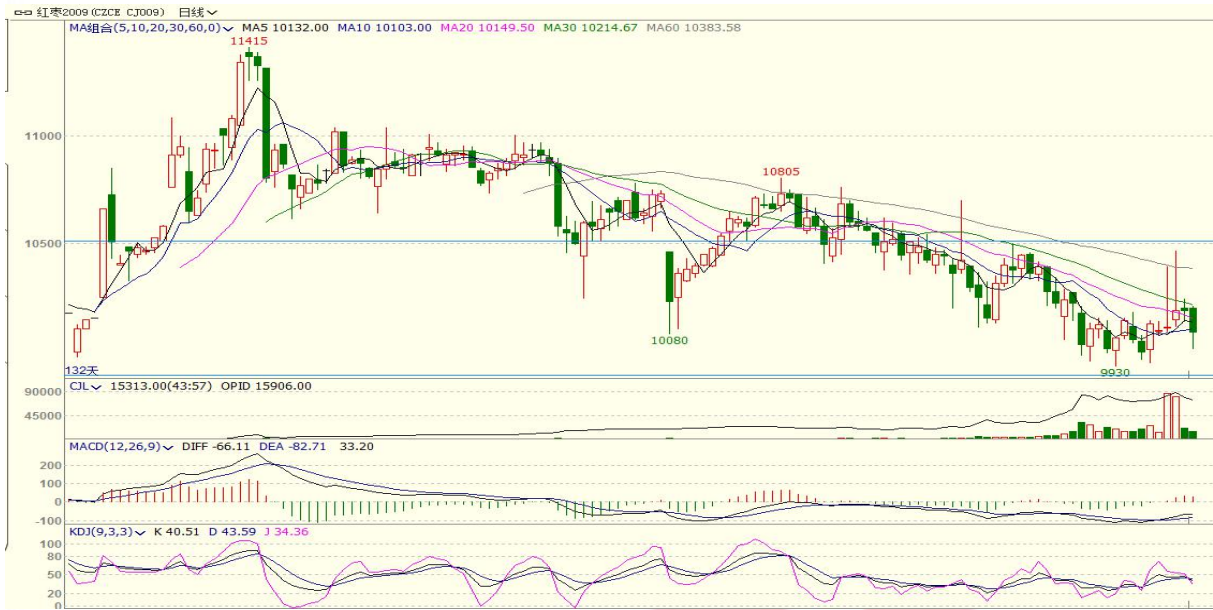 红枣2009 (CZCE CJ009) 日线
MA组合(5,10,20,30,60,0) MA5 10132.00 MA10 10103.00 MA20 10149.50 MA30 10214.67 MA60 10383.58
11415
11000
10805
10500
10080
9930
132天
CJL 15313.00(43:57) OPID 15906.00
90000
45000
MACD(12,26,9) DIFF -66.11 DEA -82.71 33.20
200
100
0
-100
KDJ(9,3,3) K 40.51 D 43.59 J 34.36
100
80
50
20
0